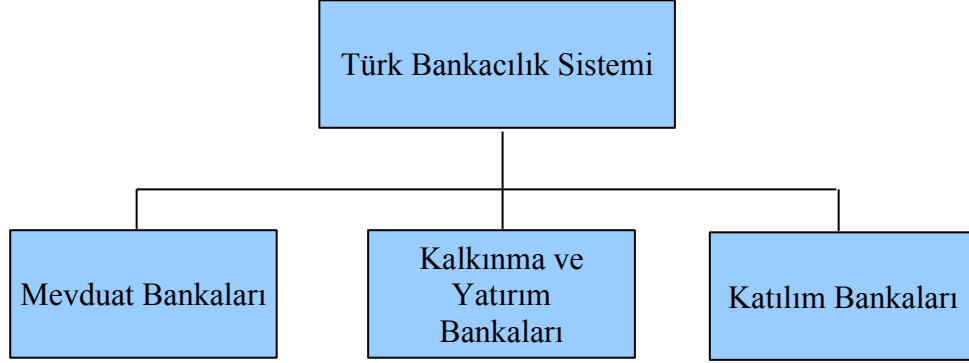 Türk Bankacılık Sistemi
Mevduat Bankaları
Kalkınma ve
Yatırım
Bankaları
Katılım Bankaları